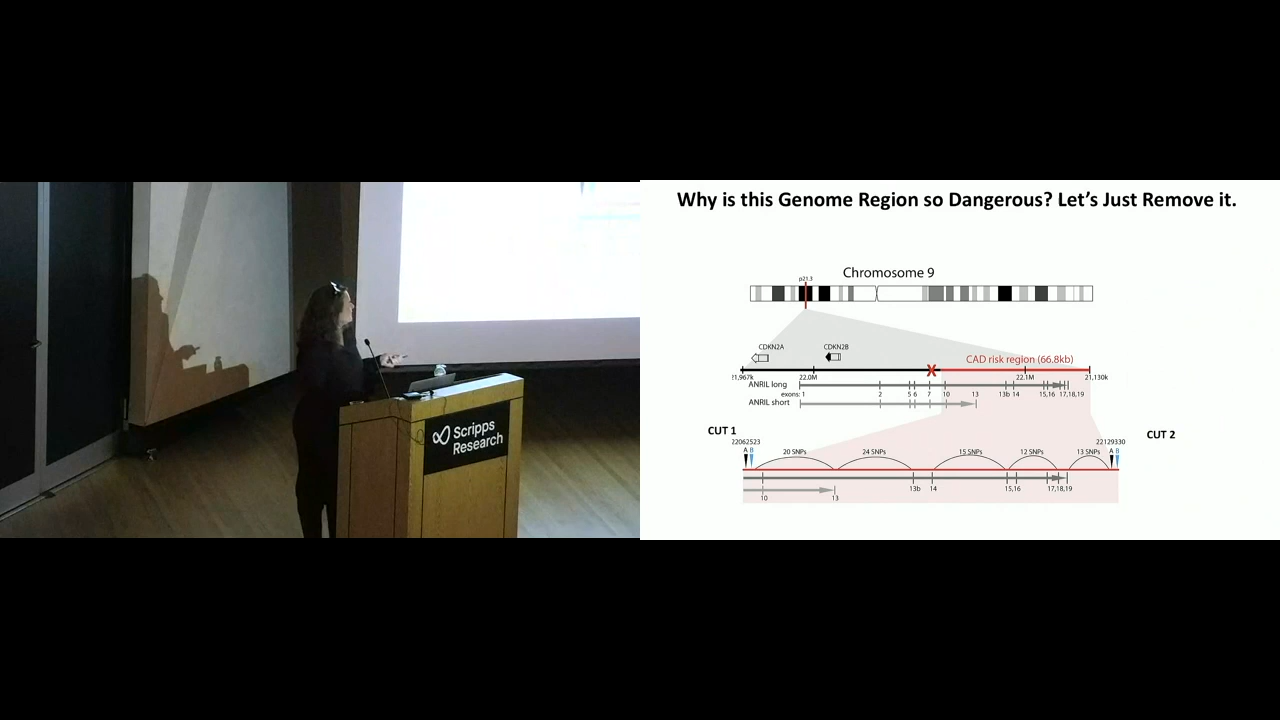 Why is this Genome Region so Dangerous? Let's Just Remove it.
Chromosome 9
p21.3
CDKN2A
CDKN2B
CAD risk region (66.8kb)
X
21,967k
22,0M
22,1M
21,130k
ANRIL long
exons: 1 2 5 6 7 10 13 13b 14 15,16 17,18,19
ANRIL short
CUT 1
CUT 2
22062523
22129330
A B
A B
20 SNPs
24 SNPs
15 SNPs
12 SNPs
13 SNPs
13b 14 15,16 17,18,19
10 13
Scripps
Research